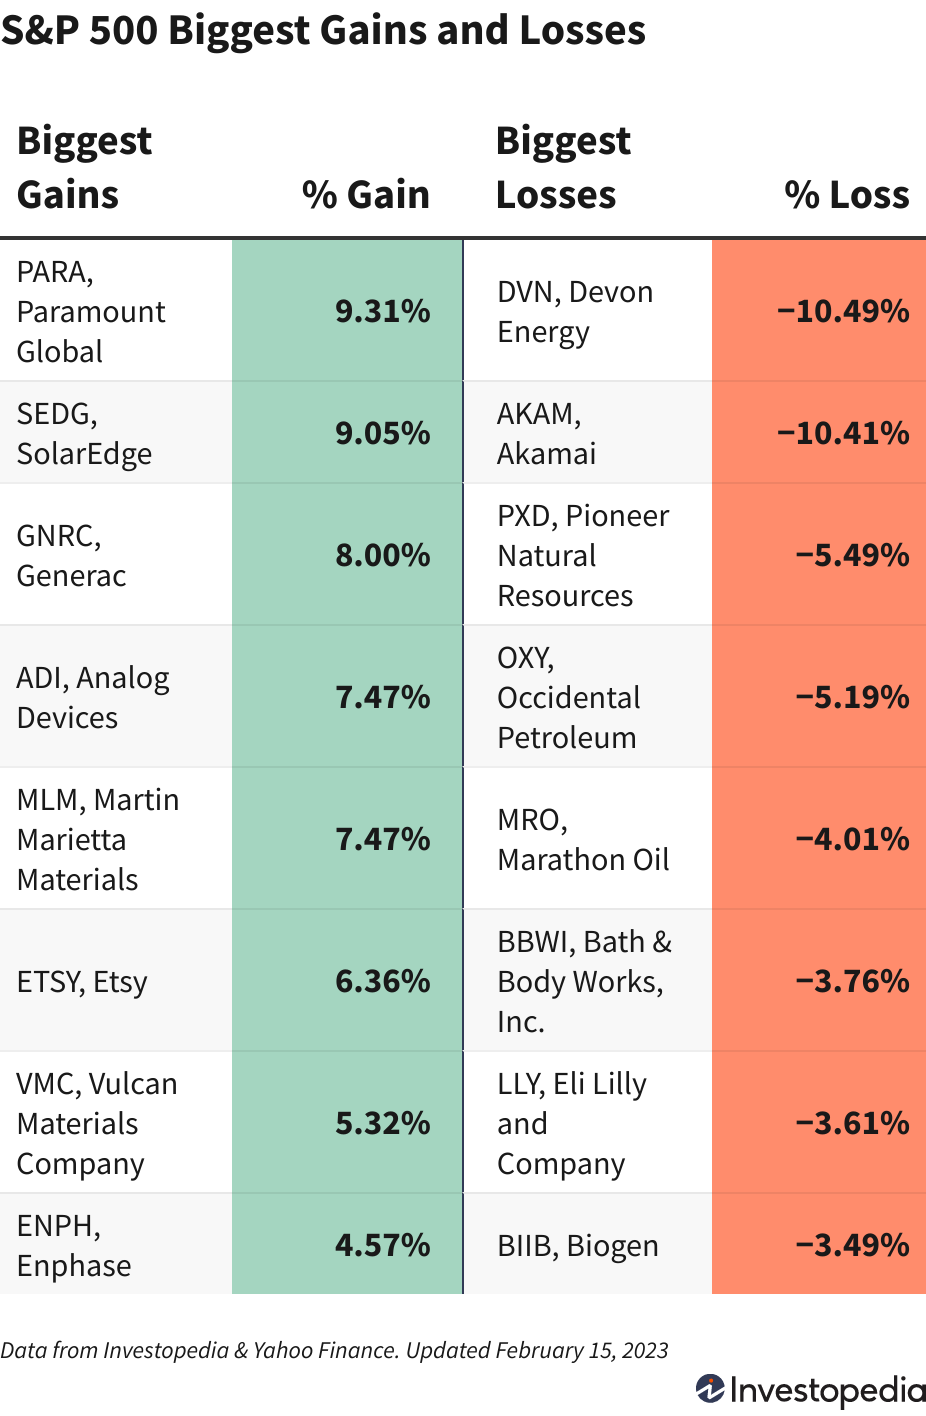 S&P 500 Biggest Gains and Losses
Biggest
Gains
% Gain
Biggest
Losses
% Loss
PARA,
Paramount
Global
9.31%
DVN, Devon
Energy
−10.49%
SEDG,
SolarEdge
9.05%
AKAM,
Akamai
−10.41%
GNRC,
Generac
8.00%
PXD, Pioneer
Natural
Resources
−5.49%
ADI, Analog
Devices
7.47%
OXY,
Occidental
Petroleum
−5.19%
MLM, Martin
Marietta
Materials
7.47%
MRO,
Marathon Oil
−4.01%
ETSY, Etsy
6.36%
BBWI, Bath &
Body Works,
Inc.
−3.76%
VMC, Vulcan
Materials
Company
5.32%
LLY, Eli Lilly
and
Company
−3.61%
ENPH,
Enphase
4.57%
BIIB, Biogen
−3.49%
Data from Investopedia & Yahoo Finance. Updated February 15, 2023
Investopedia